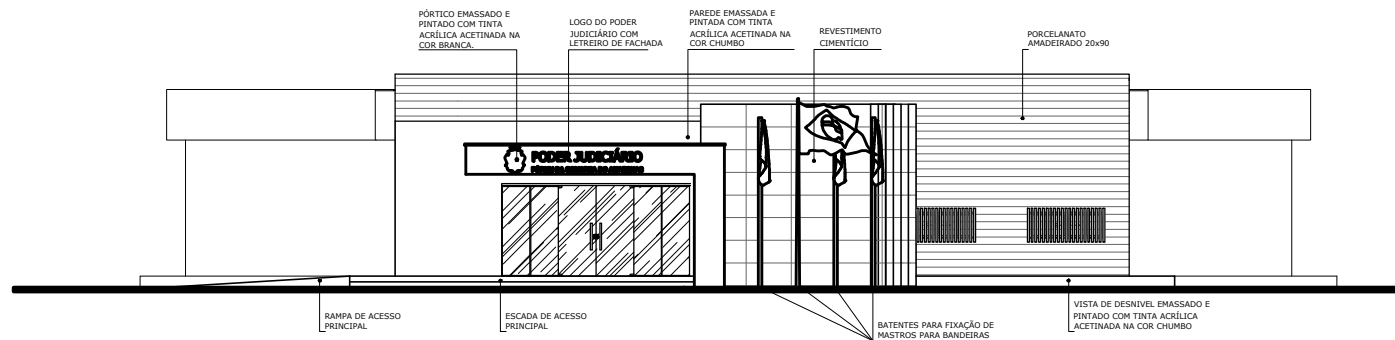 PÓRTICO EMASSADO E
PINTADO COM TINTA
ACRÍLICA ACETINADA NA
COR BRANCA.
LOGO DO PODER
JUDICIÁRIO COM
LETREIRO DE FACHADA
PAREDE EMASSADA E
PINTADA COM TINTA
ACRÍLICA ACETINADA NA
COR CHUMBO
REVESTIMENTO
CIMENTÍCIO
PORCELANATO
AMADEIRADO 20x90
PODER JUDICIÁRIO
RAMPA DE ACESSO
PRINCIPAL
ESCADA DE ACESSO
PRINCIPAL
BATENTES PARA FIXAÇÃO DE
MASTROS PARA BANDEIRAS
VISTA DE DESNIVEL EMASSADO E
PINTADO COM TINTA ACRÍLICA
ACETINADA NA COR CHUMBO